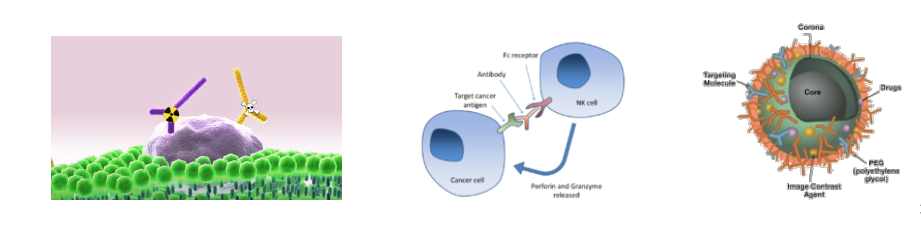 Fc receptor
Antibody
Target cancer
antigen
NK cell
Cancer cell
Perforin and Granzyme
released
Corona
Targeting
Molecule
Core
Drugs
PEG
(polyethylene
glycol)
Image Contrast
Agent